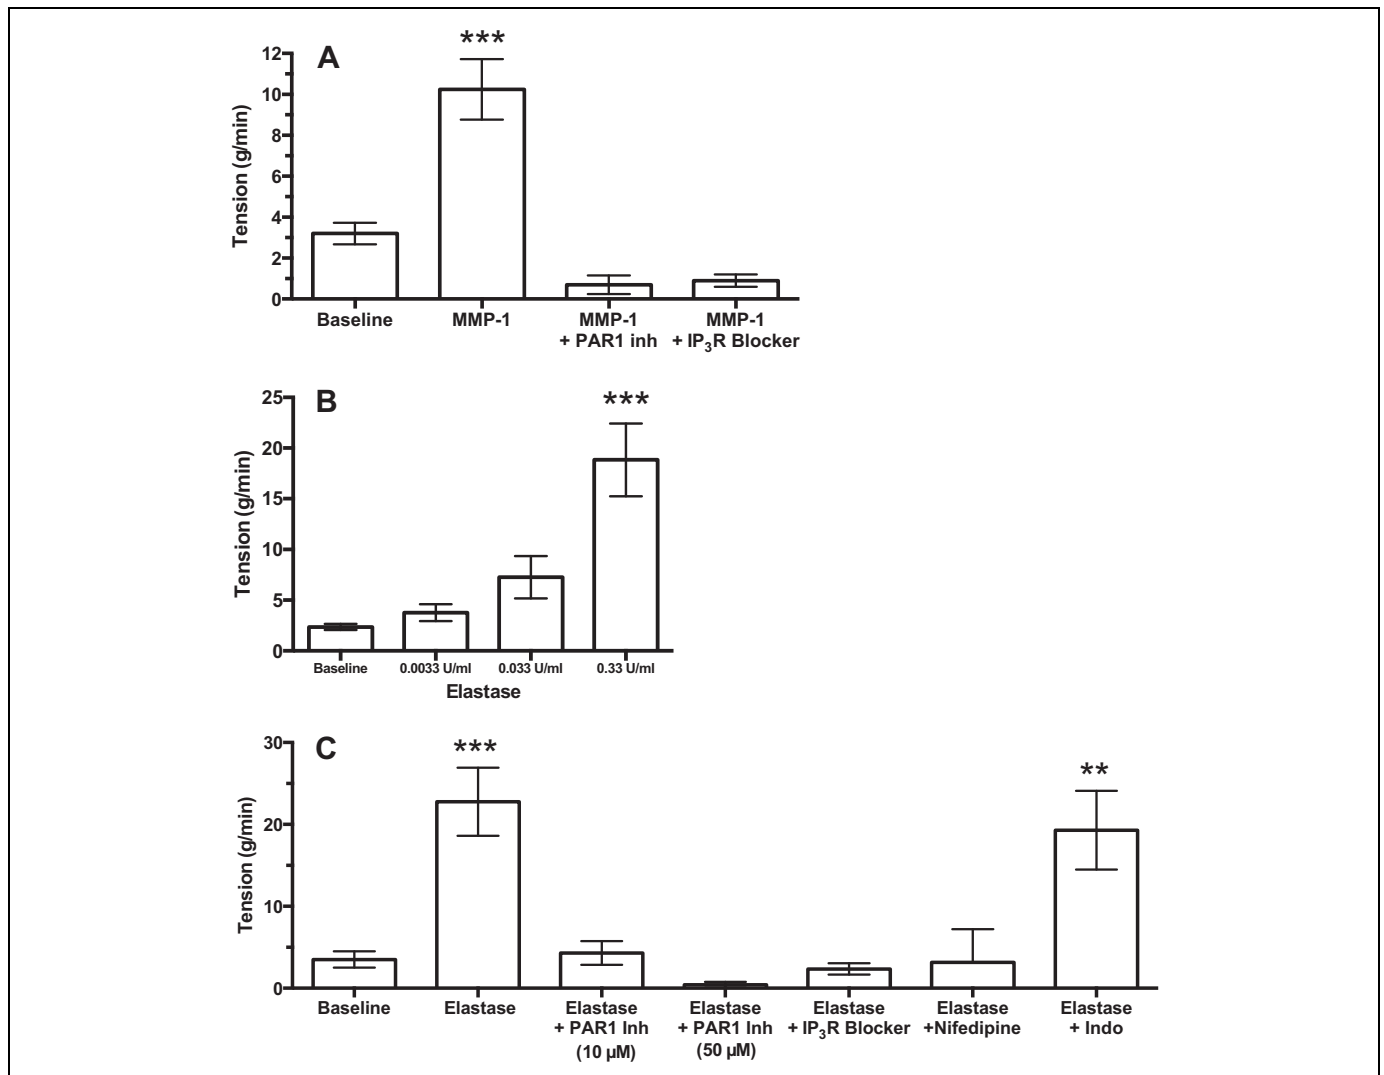 A
***
12
10
8
6
4
2
0
Tension (g/min)
Baseline MMP-1 MMP-1 MMP-1
+ PAR1 inh + IP₃R Blocker
B
***
25
20
15
10
5
0
Tension (g/min)
Baseline 0.0033 U/ml 0.033 U/ml 0.33 U/ml
Elastase
C
***
**
30
20
10
0
Tension (g/min)
Baseline Elastase Elastase Elastase Elastase Elastase Elastase
+ PAR1 Inh + PAR1 Inh + IP₃R Blocker +Nifedipine + Indo
(10 µM) (50 µM)